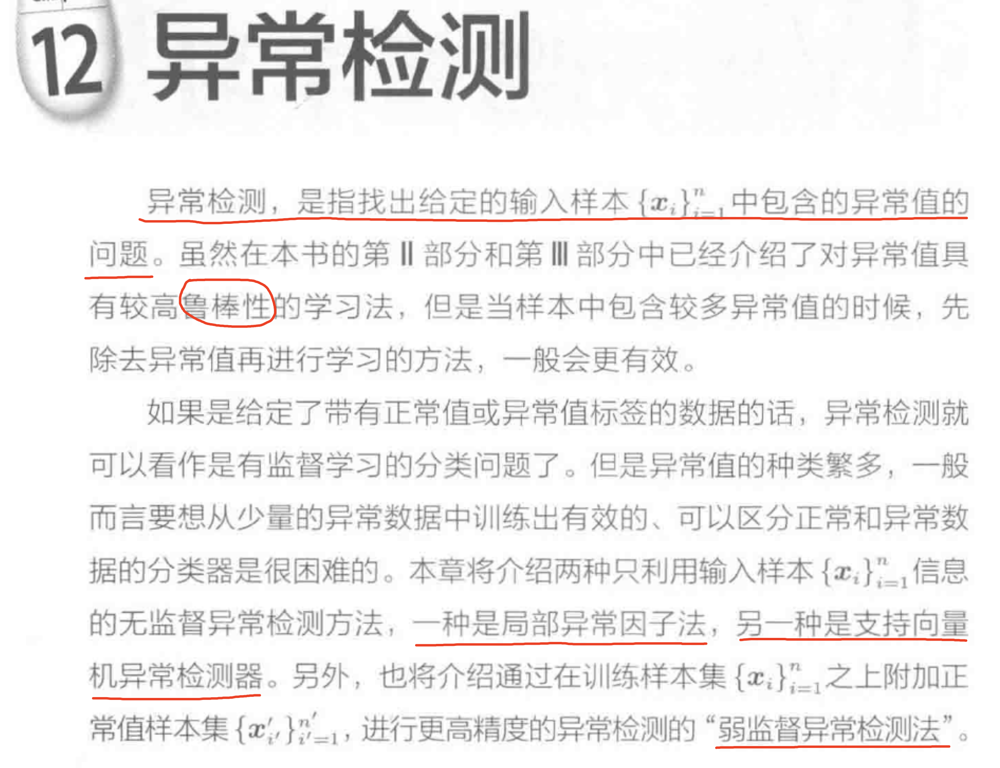 12 异常检测
异常检测，是指找出给定的输入样本 {x_i}_{i=1}^n 中包含的异常值的
问题。虽然在本书的第 II 部分和第 III 部分中已经介绍了对异常值具
有较高鲁棒性的学习法，但是当样本中包含较多异常值的时候，先
除去异常值再进行学习的方法，一般会更有效。
如果是给定了带有正常值或异常值标签的数据的话，异常检测就
可以看作是有监督学习的分类问题了。但是异常值的种类繁多，一般
而言要想从少量的异常数据中训练出有效的、可以区分正常和异常数
据的分类器是很困难的。本章将介绍两种只利用输入样本 {x_i}_{i=1}^n 信息
的无监督异常检测方法，一种是局部异常因子法，另一种是支持向量
机异常检测器。另外，也将介绍通过在训练样本集 {x_i}_{i=1}^n 之上附加正
常值样本集 {x'_{i'}}_{i'=1}^{n'}，进行更高精度的异常检测的“弱监督异常检测法”。